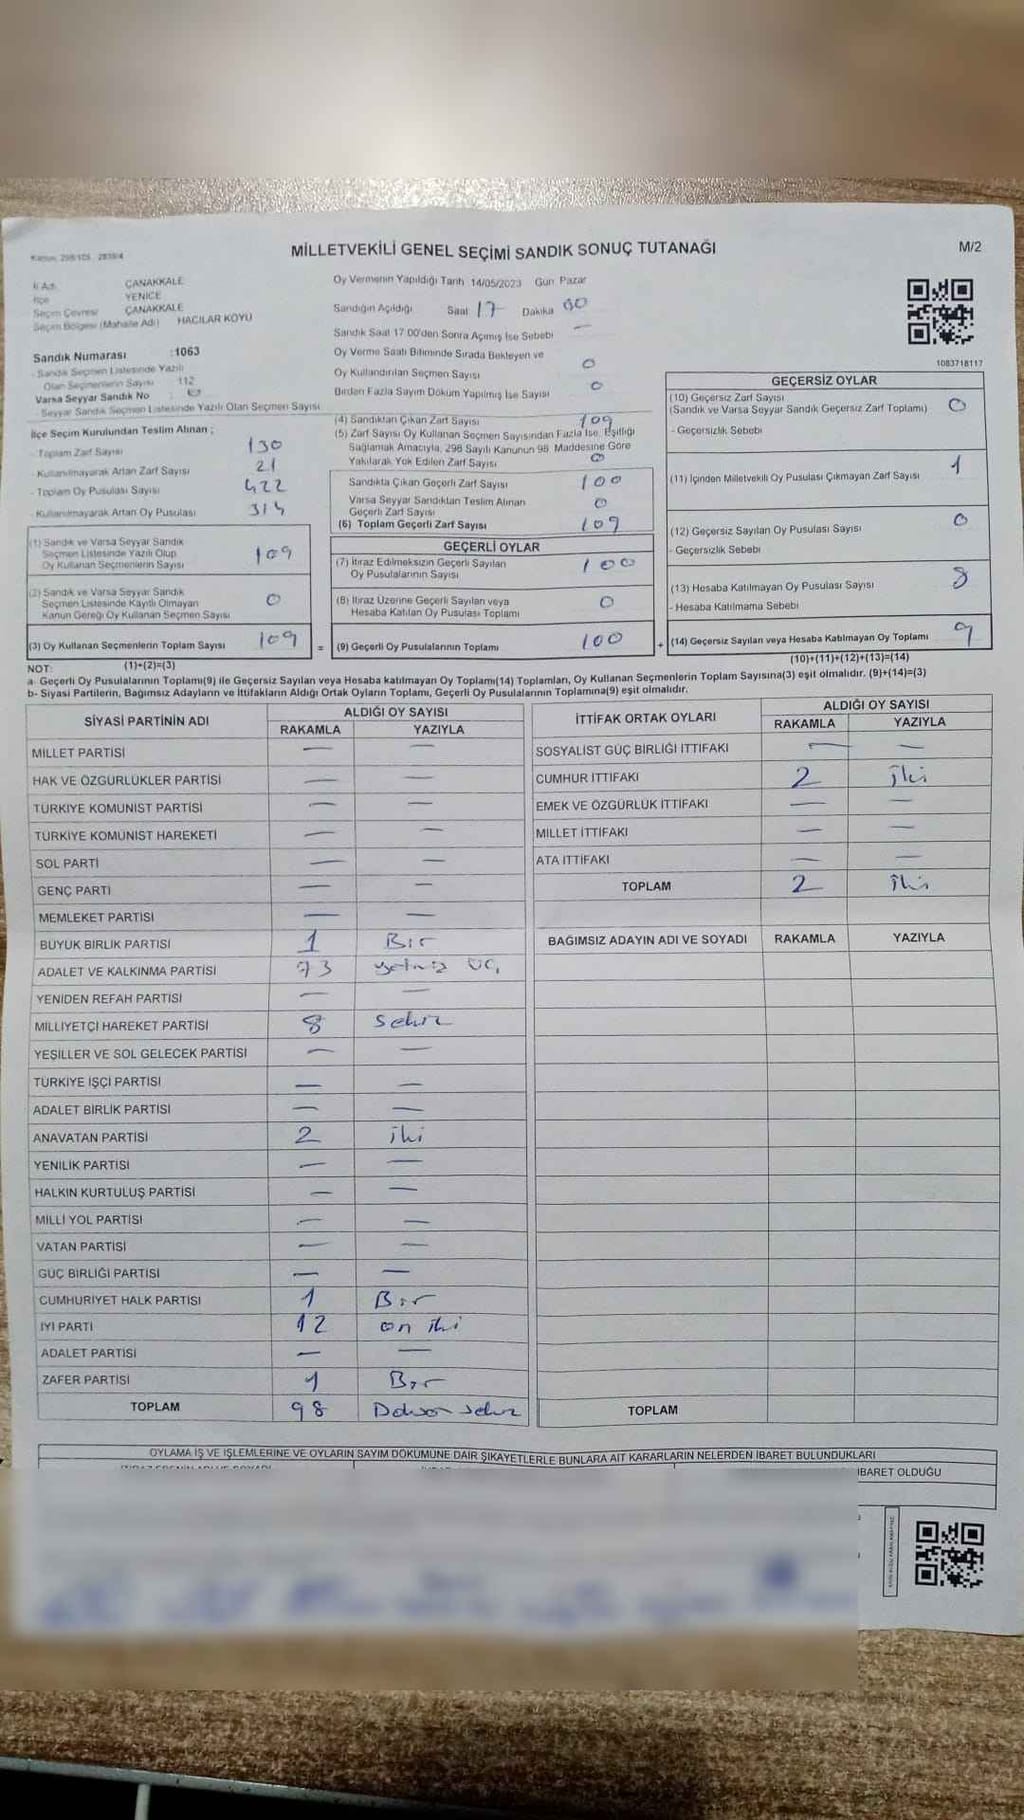 MİLLETVEKİLİ GENEL SEÇİMİ SANDIK SONUÇ TUTANAĞI
M/2
İl Adı ÇANAKKALE
İlçe YENİCE
Seçim Çevresi ÇANAKKALE
Seçim Bölgesi (Mahalle Adı) HACILAR KÖYÜ
Sandık Numarası :1063
- Sandık Seçmen Listesinde Yazılı
Olan Seçmenlerin Sayısı 112
Varsa Seyyar Sandık No
- Seyyar Sandık Seçmen Listesinde Yazılı Olan Seçmen Sayısı
Oy Vermenin Yapıldığı Tarih 14/05/2023 Gün: Pazar
Sandığın Açıldığı Saat 17 Dakika 00
Sandık Saat 17.00'den Sonra Açımış İse Sebebi —
Oy Verme Saati Bitiminde Sırada Bekleyen ve
Oy Kullandırılan Seçmen Sayısı 0
Birden Fazla Sayım Döküm Yapılmış İse Sayısı 0
1083718117
İlçe Seçim Kurulundan Teslim Alınan ;
- Toplam Zarf Sayısı 130
- Kullanılmayarak Artan Zarf Sayısı 21
- Toplam Oy Pusulası Sayısı 422
- Kullanılmayarak Artan Oy Pusulası 314
(1) Sandık ve Varsa Seyyar Sandık
Seçmen Listesinde Yazılı Olup
Oy Kullanan Seçmenlerin Sayısı 109
(2) Sandık ve Varsa Seyyar Sandık
Seçmen Listesinde Kayıtlı Olmayan
Kanun Gereği Oy Kullanan Seçmen Sayısı 0
(3) Oy Kullanan Seçmenlerin Toplam Sayısı 109
(4) Sandıktan Çıkan Zarf Sayısı 109
(5) Zarf Sayısı Oy Kullanan Seçmen Sayısından Fazla İse, Eşitliği
Sağlamak Amacıyla, 298 Sayılı Kanunun 98. Maddesine Göre
Yakılarak Yok Edilen Zarf Sayısı 0
Sandıkta Çıkan Geçerli Zarf Sayısı 100
Varsa Seyyar Sandıktan Teslim Alınan
Geçerli Zarf Sayısı 0
(6) Toplam Geçerli Zarf Sayısı 109
GEÇERLİ OYLAR
(7) İtiraz Edilmeksizin Geçerli Sayılan
Oy Pusulalarının Sayısı 100
(8) İtiraz Üzerine Geçerli Sayılan veya
Hesaba Katılan Oy Pusulası Toplamı 0
= (9) Geçerli Oy Pusulalarının Toplamı 100
GEÇERSİZ OYLAR
(10) Geçersiz Zarf Sayısı
(Sandık ve Varsa Seyyar Sandık Geçersiz Zarf Toplamı) 0
- Geçersizlik Sebebi
(11) İçinden Milletvekili Oy Pusulası Çıkmayan Zarf Sayısı 1
(12) Geçersiz Sayılan Oy Pusulası Sayısı 0
- Geçersizlik Sebebi
(13) Hesaba Katılmayan Oy Pusulası Sayısı 8
- Hesaba Katılmama Sebebi
+ (14) Geçersiz Sayılan veya Hesaba Katılmayan Oy Toplamı 9
NOT: (1)+(2)=(3) (10)+(11)+(12)+(13)=(14)
a- Geçerli Oy Pusulalarının Toplamı(9) ile Geçersiz Sayılan veya Hesaba katılmayan Oy Toplamı(14) Toplamları, Oy Kullanan Seçmenlerin Toplam Sayısına(3) eşit olmalıdır. (9)+(14)=(3)
b- Siyasi Partilerin, Bağımsız Adayların ve İttifakların Aldığı Ortak Oyların Toplamı, Geçerli Oy Pusulalarının Toplamına(9) eşit olmalıdır.
SİYASİ PARTİNİN ADI ALDIĞI OY SAYISI
RAKAMLA YAZIYLA
MİLLET PARTİSİ — —
HAK VE ÖZGÜRLÜKLER PARTİSİ — —
TÜRKİYE KOMÜNİST PARTİSİ — —
TÜRKİYE KOMÜNİST HAREKETİ — —
SOL PARTİ — —
GENÇ PARTİ — —
MEMLEKET PARTİSİ — —
BÜYÜK BİRLİK PARTİSİ 1 Bir
ADALET VE KALKINMA PARTİSİ 73 yetmiş üç
YENİDEN REFAH PARTİSİ — —
MİLLİYETÇİ HAREKET PARTİSİ 8 Sekiz
YEŞİLLER VE SOL GELECEK PARTİSİ — —
TÜRKİYE İŞÇİ PARTİSİ — —
ADALET BİRLİK PARTİSİ — —
ANAVATAN PARTİSİ 2 iki
YENİLİK PARTİSİ — —
HALKIN KURTULUŞ PARTİSİ — —
MİLLİ YOL PARTİSİ — —
VATAN PARTİSİ — —
GÜÇ BİRLİĞİ PARTİSİ — —
CUMHURİYET HALK PARTİSİ 1 Bir
İYİ PARTİ 12 on iki
ADALET PARTİSİ — —
ZAFER PARTİSİ 1 Bir
TOPLAM 98 Doksan sekiz
İTTİFAK ORTAK OYLARI ALDIĞI OY SAYISI
RAKAMLA YAZIYLA
SOSYALİST GÜÇ BİRLİĞİ İTTİFAKI — —
CUMHUR İTTİFAKI 2 iki
EMEK VE ÖZGÜRLÜK İTTİFAKI — —
MİLLET İTTİFAKI — —
ATA İTTİFAKI — —
TOPLAM 2 iki
BAĞIMSIZ ADAYIN ADI VE SOYADI RAKAMLA YAZIYLA
TOPLAM
OYLAMA İŞ VE İŞLEMLERİNE VE OYLARIN SAYIM DÖKÜMÜNE DAİR ŞİKAYETLERLE BUNLARA AİT KARARLARIN NELERDEN İBARET BULUNDUKLARI
İBARET OLDUĞU